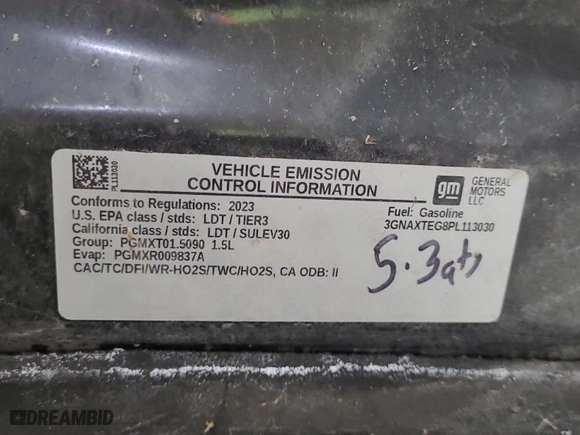 PL113030
VEHICLE EMISSION
CONTROL INFORMATION
gm
GENERAL
MOTORS
LLC
Conforms to Regulations: 2023
U.S. EPA class / stds: LDT / TIER3
California class / stds: LDT / SULEV30
Group: PGMXT01.5090 1.5L
Evap: PGMXR009837A
CAC/TC/DFI/WR-HO2S/TWC/HO2S, CA ODB: II
Fuel: Gasoline
3GNAXTEG8PL113030
5.3qts
DREAMBID